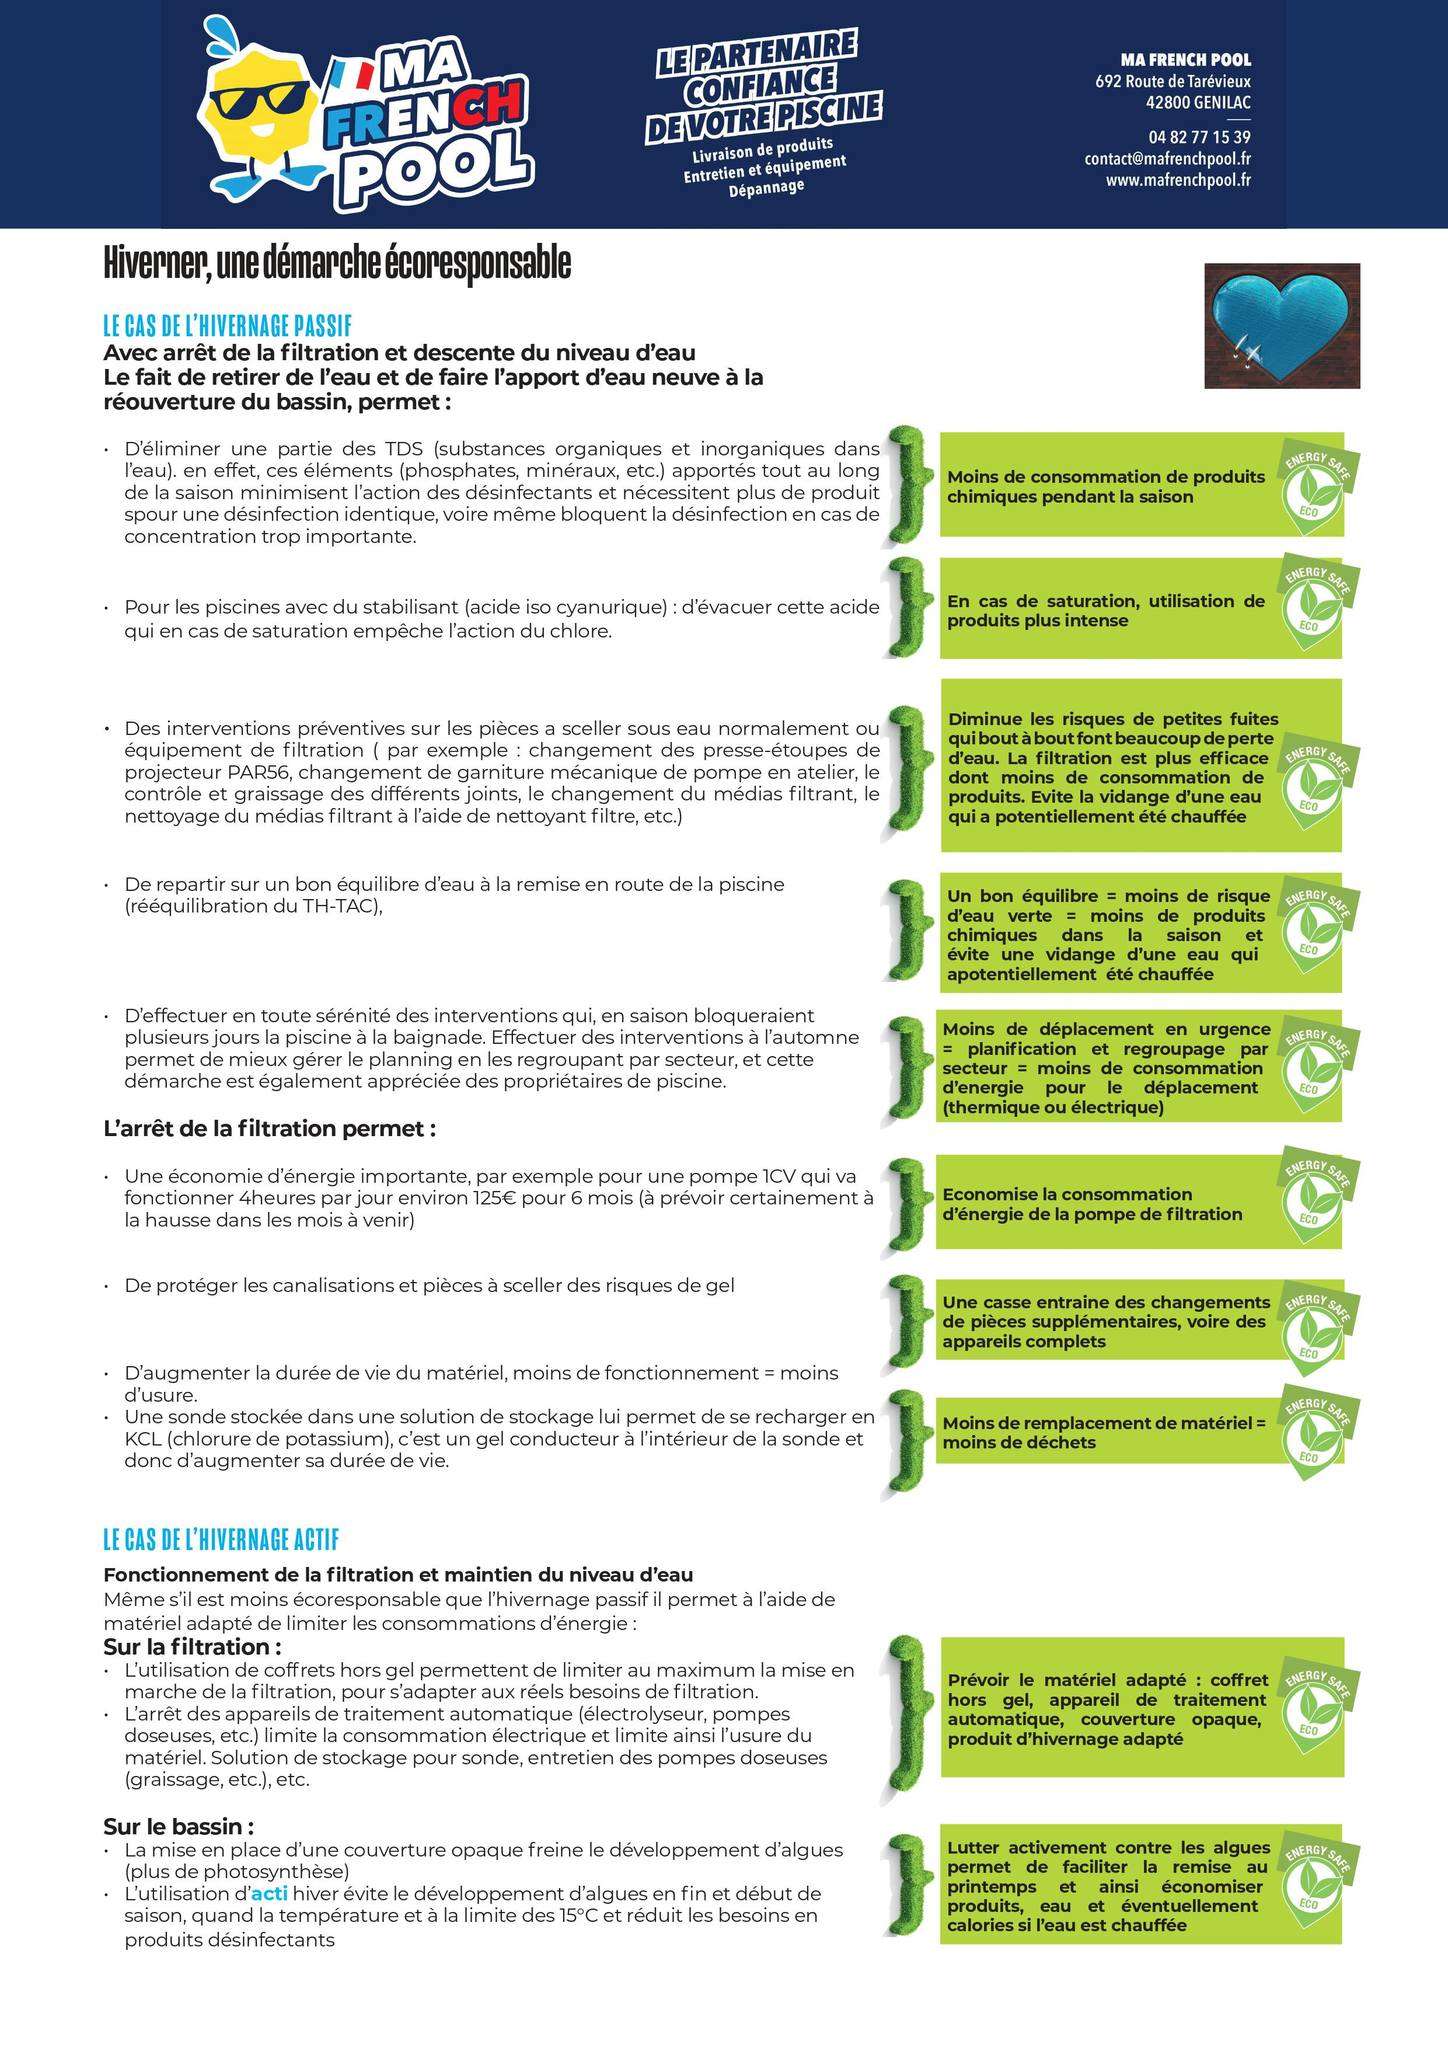 MA
FRENCH
POOL
LE PARTENAIRE
CONFIANCE
DE VOTRE PISCINE
Livraison de produits
Entretien et équipement
Dépannage
MA FRENCH POOL
692 Route de Tarévieux
42800 GENILAC
04 82 77 15 39
contact@mafrenchpool.fr
www.mafrenchpool.fr
Hiverner, une démarche écoresponsable
LE CAS DE L'HIVERNAGE PASSIF
Avec arrêt de la filtration et descente du niveau d'eau
Le fait de retirer de l'eau et de faire l'apport d'eau neuve à la
réouverture du bassin, permet :
• D'éliminer une partie des TDS (substances organiques et inorganiques dans
l'eau). en effet, ces éléments (phosphates, minéraux, etc.) apportés tout au long
de la saison minimisent l'action des désinfectants et nécessitent plus de produit
spour une désinfection identique, voire même bloquent la désinfection en cas de
concentration trop importante.
Moins de consommation de produits
chimiques pendant la saison
ENERGY SAFE
ECO
• Pour les piscines avec du stabilisant (acide iso cyanurique) : d'évacuer cette acide
qui en cas de saturation empêche l'action du chlore.
En cas de saturation, utilisation de
produits plus intense
ENERGY SAFE
ECO
• Des interventions préventives sur les pièces a sceller sous eau normalement ou
équipement de filtration ( par exemple : changement des presse-étoupes de
projecteur PAR56, changement de garniture mécanique de pompe en atelier, le
contrôle et graissage des différents joints, le changement du médias filtrant, le
nettoyage du médias filtrant à l'aide de nettoyant filtre, etc.)
Diminue les risques de petites fuites
qui bout à bout font beaucoup de perte
d'eau. La filtration est plus efficace
dont moins de consommation de
produits. Evite la vidange d'une eau
qui a potentiellement été chauffée
ENERGY SAFE
ECO
• De repartir sur un bon équilibre d'eau à la remise en route de la piscine
(rééquilibration du TH-TAC),
Un bon équilibre = moins de risque
d'eau verte = moins de produits
chimiques dans la saison et
évite une vidange d'une eau qui
apotentiellement été chauffée
ENERGY SAFE
ECO
• D'effectuer en toute sérénité des interventions qui, en saison bloqueraient
plusieurs jours la piscine à la baignade. Effectuer des interventions à l'automne
permet de mieux gérer le planning en les regroupant par secteur, et cette
démarche est également appréciée des propriétaires de piscine.
Moins de déplacement en urgence
= planification et regroupage par
secteur = moins de consommation
d'energie pour le déplacement
(thermique ou électrique)
ENERGY SAFE
ECO
L'arrêt de la filtration permet :
• Une économie d'énergie importante, par exemple pour une pompe 1CV qui va
fonctionner 4heures par jour environ 125€ pour 6 mois (à prévoir certainement à
la hausse dans les mois à venir)
Economise la consommation
d'énergie de la pompe de filtration
ENERGY SAFE
ECO
• De protéger les canalisations et pièces à sceller des risques de gel
Une casse entraine des changements
de pièces supplémentaires, voire des
appareils complets
ENERGY SAFE
ECO
• D'augmenter la durée de vie du matériel, moins de fonctionnement = moins
d'usure.
• Une sonde stockée dans une solution de stockage lui permet de se recharger en
KCL (chlorure de potassium), c'est un gel conducteur à l'intérieur de la sonde et
donc d'augmenter sa durée de vie.
Moins de remplacement de matériel =
moins de déchets
ENERGY SAFE
ECO
LE CAS DE L'HIVERNAGE ACTIF
Fonctionnement de la filtration et maintien du niveau d'eau
Même s'il est moins écoresponsable que l'hivernage passif il permet à l'aide de
matériel adapté de limiter les consommations d'énergie :
Sur la filtration :
• L'utilisation de coffrets hors gel permettent de limiter au maximum la mise en
marche de la filtration, pour s'adapter aux réels besoins de filtration.
• L'arrêt des appareils de traitement automatique (électrolyseur, pompes
doseuses, etc.) limite la consommation électrique et limite ainsi l'usure du
matériel. Solution de stockage pour sonde, entretien des pompes doseuses
(graissage, etc.), etc.
Prévoir le matériel adapté : coffret
hors gel, appareil de traitement
automatique, couverture opaque,
produit d'hivernage adapté
ENERGY SAFE
ECO
Sur le bassin :
• La mise en place d'une couverture opaque freine le développement d'algues
(plus de photosynthèse)
• L'utilisation d'acti hiver évite le développement d'algues en fin et début de
saison, quand la température et à la limite des 15°C et réduit les besoins en
produits désinfectants
Lutter activement contre les algues
permet de faciliter la remise au
printemps et ainsi économiser
produits, eau et éventuellement
calories si l'eau est chauffée
ENERGY SAFE
ECO